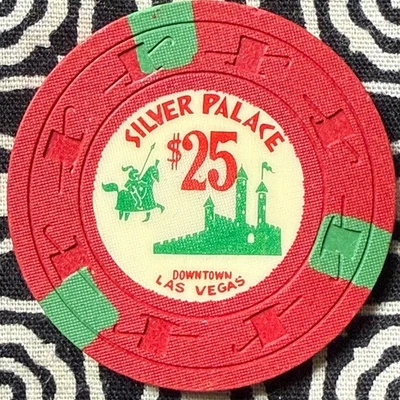 SILVER PALACE
$25
DOWNTOWN
LAS VEGAS